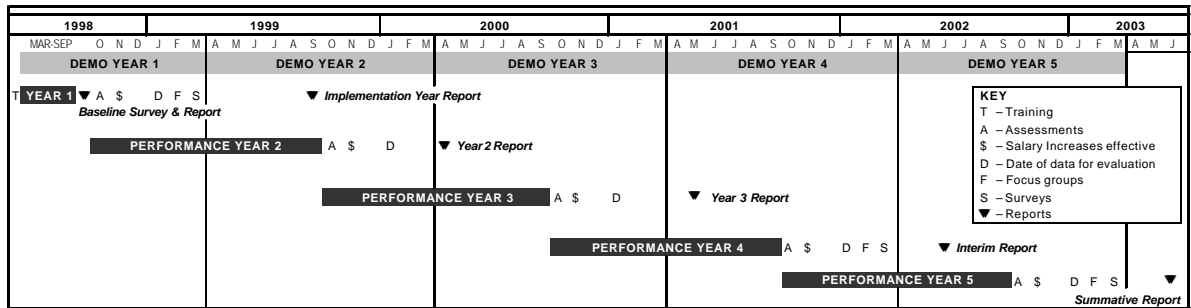 1998 1999 2000 2001 2002 2003
MAR-SEP O N D J F M A M J J A S O N D J F M A M J J A S O N D J F M A M J J A S O N D J F M A M J J A S O N D J F M A M J
DEMO YEAR 1 DEMO YEAR 2 DEMO YEAR 3 DEMO YEAR 4 DEMO YEAR 5
T YEAR 1 ▼ A $ D F S ▼ Implementation Year Report
Baseline Survey & Report
PERFORMANCE YEAR 2 A $ D ▼ Year 2 Report
PERFORMANCE YEAR 3 A $ D ▼ Year 3 Report
PERFORMANCE YEAR 4 A $ D F S ▼ Interim Report
PERFORMANCE YEAR 5 A $ D F S ▼
Summative Report
KEY
T – Training
A – Assessments
$ – Salary Increases effective
D – Date of data for evaluation
F – Focus groups
S – Surveys
▼ – Reports